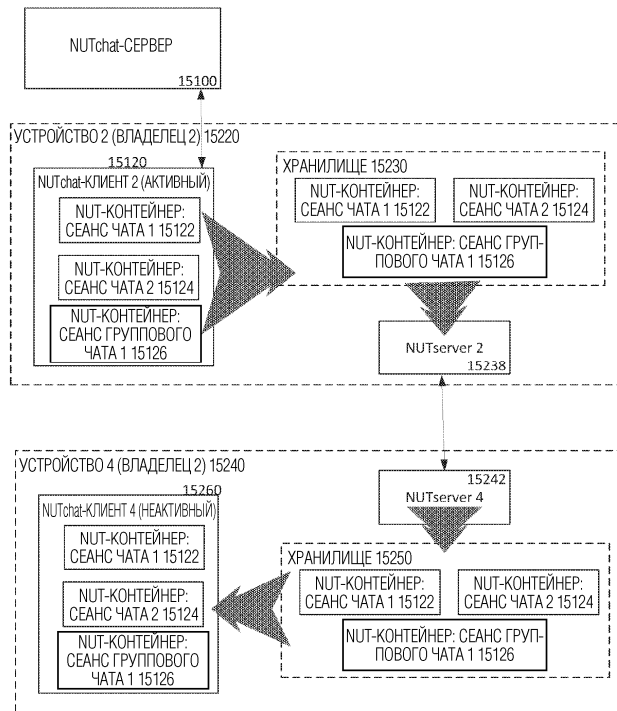 NUTchat-СЕРВЕР
15100
УСТРОЙСТВО 2 (ВЛАДЕЛЕЦ 2) 15220
15120
NUTchat-КЛИЕНТ 2 (АКТИВНЫЙ)
NUT-КОНТЕЙНЕР:
СЕАНС ЧАТА 1 15122
NUT-КОНТЕЙНЕР:
СЕАНС ЧАТА 2 15124
NUT-КОНТЕЙНЕР:
СЕАНС ГРУППОВОГО
ЧАТА 1 15126
ХРАНИЛИЩЕ 15230
NUT-КОНТЕЙНЕР:
СЕАНС ЧАТА 1 15122
NUT-КОНТЕЙНЕР:
СЕАНС ЧАТА 2 15124
NUT-КОНТЕЙНЕР: СЕАНС ГРУП-
ПОВОГО ЧАТА 1 15126
NUTserver 2
15238
УСТРОЙСТВО 4 (ВЛАДЕЛЕЦ 2) 15240
15260
NUTchat-КЛИЕНТ 4 (НЕАКТИВНЫЙ)
NUT-КОНТЕЙНЕР:
СЕАНС ЧАТА 1 15122
NUT-КОНТЕЙНЕР:
СЕАНС ЧАТА 2 15124
NUT-КОНТЕЙНЕР:
СЕАНС ГРУППОВОГО
ЧАТА 1 15126
15242
NUTserver 4
ХРАНИЛИЩЕ 15250
NUT-КОНТЕЙНЕР:
СЕАНС ЧАТА 1 15122
NUT-КОНТЕЙНЕР:
СЕАНС ЧАТА 2 15124
NUT-КОНТЕЙНЕР: СЕАНС ГРУП-
ПОВОГО ЧАТА 1 15126